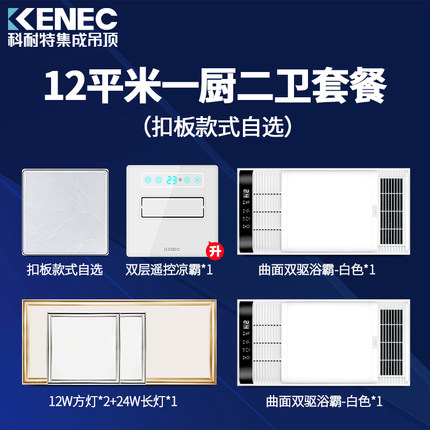 KENEC
科耐特集成吊顶
12平米一厨二卫套餐
(扣板款式自选)
23
KENEC
升
扣板款式自选
双层遥控凉霸*1
曲面双驱浴霸-白色*1
12W方灯*2+24W长灯*1
曲面双驱浴霸-白色*1